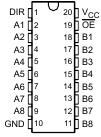 DIR 1 20 VCC
A1 2 19 OE
A2 3 18 B1
A3 4 17 B2
A4 5 16 B3
A5 6 15 B4
A6 7 14 B5
A7 8 13 B6
A8 9 12 B7
GND 10 11 B8